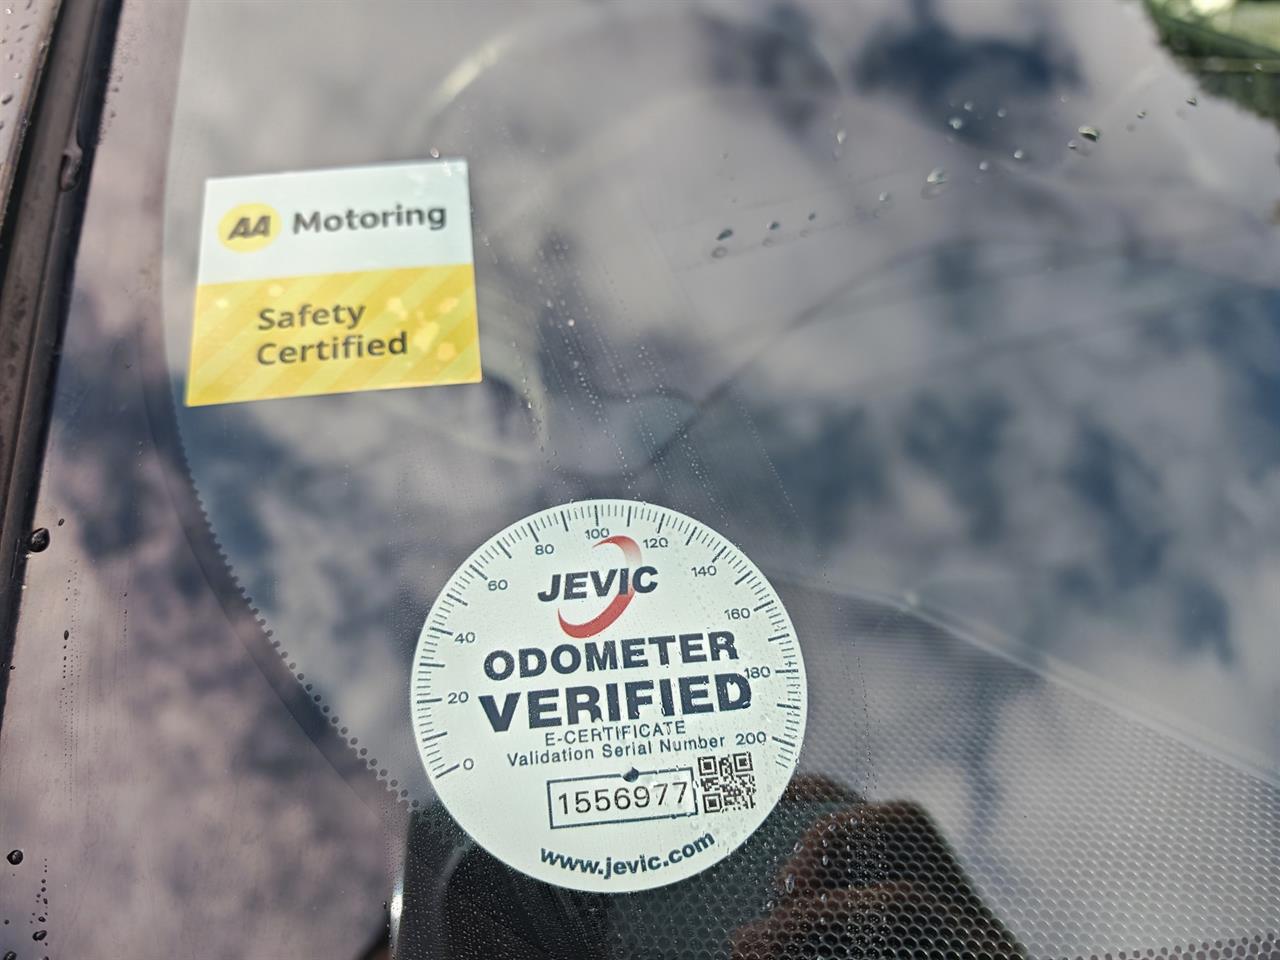 AA Motoring
Safety
Certified
0
20
40
60
80
100
120
140
160
180
200
JEVIC
ODOMETER
VERIFIED
E-CERTIFICATE
Validation Serial Number
1556977
www.jevic.com